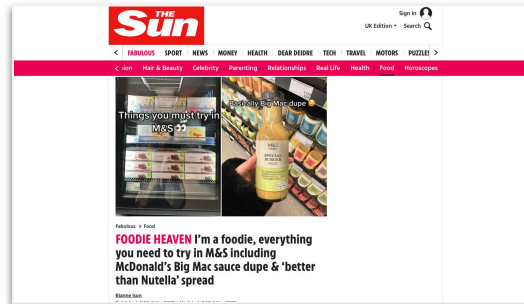 THE
Sun
Sign in
UK Edition
Search
FABULOUS SPORT NEWS MONEY HEALTH DEAR DEIDRE TECH TRAVEL MOTORS PUZZLES
Hair & Beauty Celebrity Parenting Relationships Real Life Health Food Horoscopes
Things you must try in
M&S 👀
Basically Big Mac dupe
M&S
SPECIAL
BURGER
Fabulous > Food
FOODIE HEAVEN I'm a foodie, everything
you need to try in M&S including
McDonald's Big Mac sauce dupe & 'better
than Nutella' spread
Rianne Ison